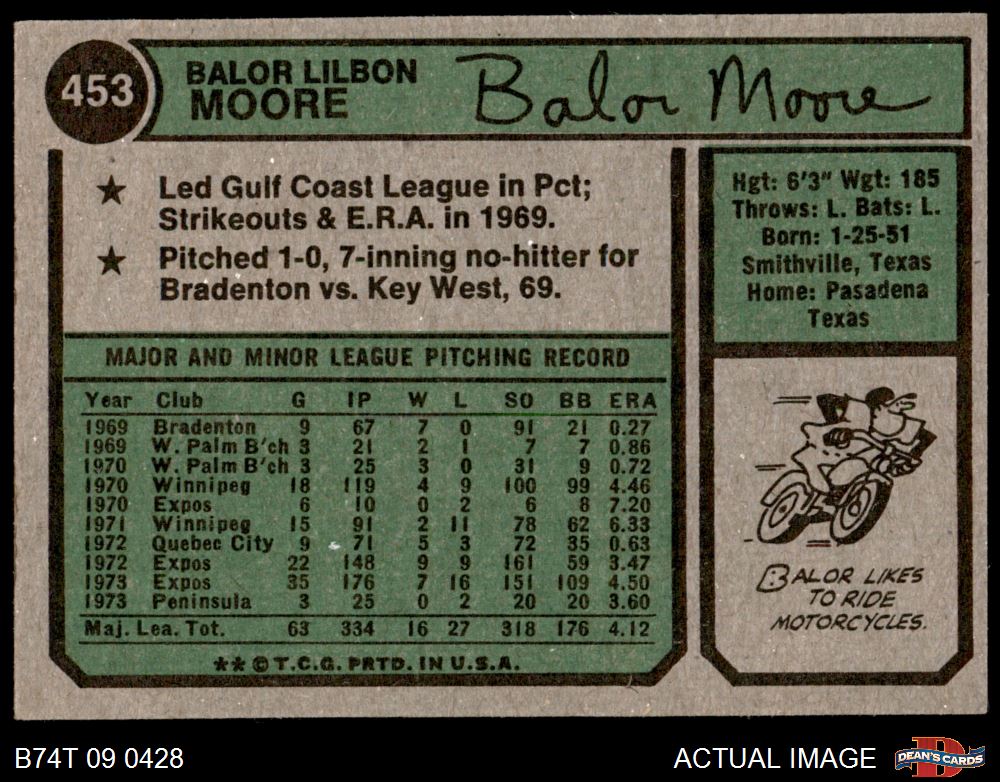 453
BALOR LILBON
MOORE
Balor Moore
★ Led Gulf Coast League in Pct;
Strikeouts & E.R.A. in 1969.
★ Pitched 1-0, 7-inning no-hitter for
Bradenton vs. Key West, 69.
Hgt: 6'3" Wgt: 185
Throws: L. Bats: L.
Born: 1-25-51
Smithville, Texas
Home: Pasadena
Texas
MAJOR AND MINOR LEAGUE PITCHING RECORD
Year Club G IP W L SO BB ERA
1969 Bradenton 9 67 7 0 91 21 0.27
1969 W. Palm B'ch 3 21 2 1 7 7 0.86
1970 W. Palm B'ch 3 25 3 0 31 9 0.72
1970 Winnipeg 18 119 4 9 100 99 4.46
1970 Expos 6 10 0 2 6 8 7.20
1971 Winnipeg 15 91 2 11 78 62 6.33
1972 Quebec City 9 71 5 3 72 35 0.63
1972 Expos 22 148 9 9 161 59 3.47
1973 Expos 35 176 7 16 151 109 4.50
1973 Peninsula 3 25 0 2 20 20 3.60
Maj. Lea. Tot. 63 334 16 27 318 176 4.12
★★ © T.C.G. PRTD. IN U.S.A.
BALOR LIKES
TO RIDE
MOTORCYCLES.
B74T 09 0428
ACTUAL IMAGE
D
DEAN'S CARDS